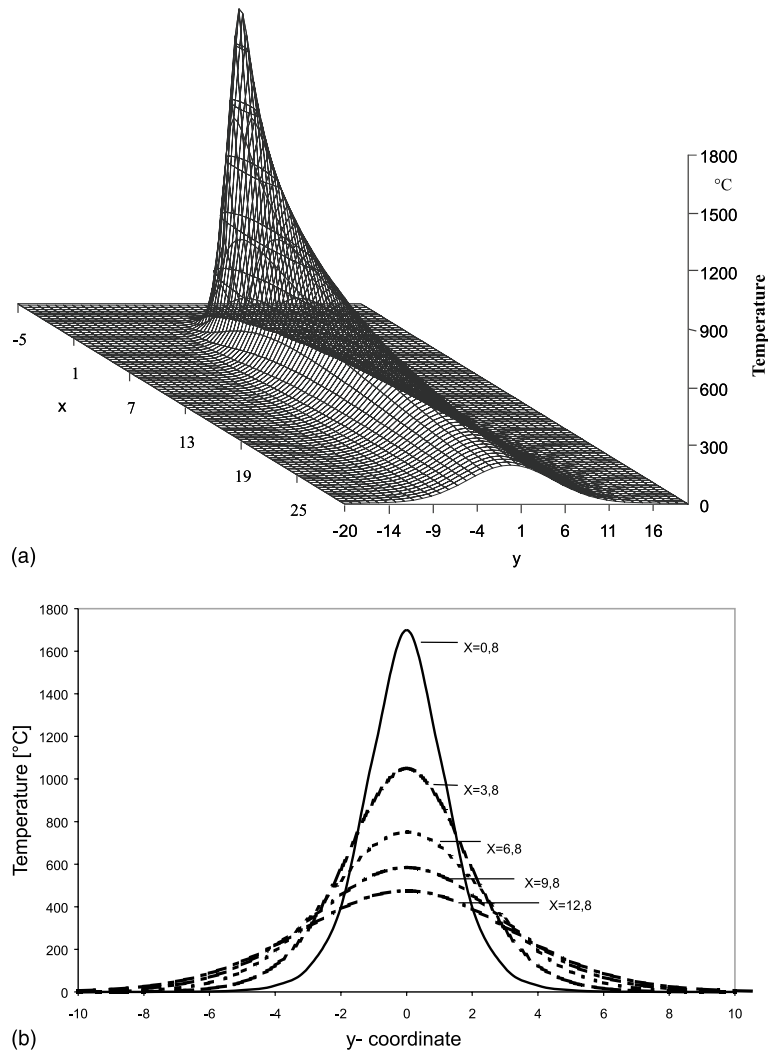 1800
°C
1500
1200
900
600
300
0
Temperature
-5
1
7
13
19
25
x
-20 -14 -9 -4 1 6 11 16
y
(a)
1800
1600
1400
1200
1000
800
600
400
200
0
Temperature [°C]
X=0,8
X=3,8
X=6,8
X=9,8
X=12,8
-10 -8 -6 -4 -2 0 2 4 6 8 10
y- coordinate
(b)